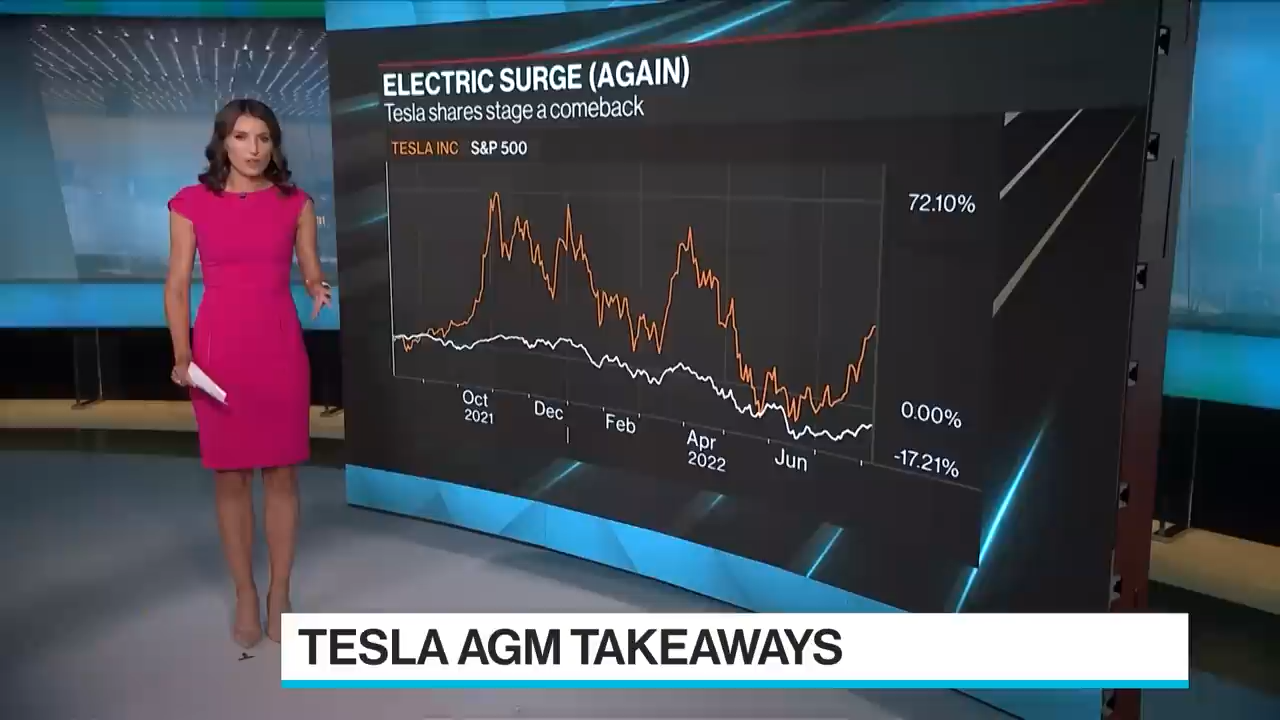 ELECTRIC SURGE (AGAIN)
Tesla shares stage a comeback
TESLA INC S&P 500
72.10%
0.00%
-17.21%
Oct Dec Feb Apr Jun
2021 2022
TESLA AGM TAKEAWAYS